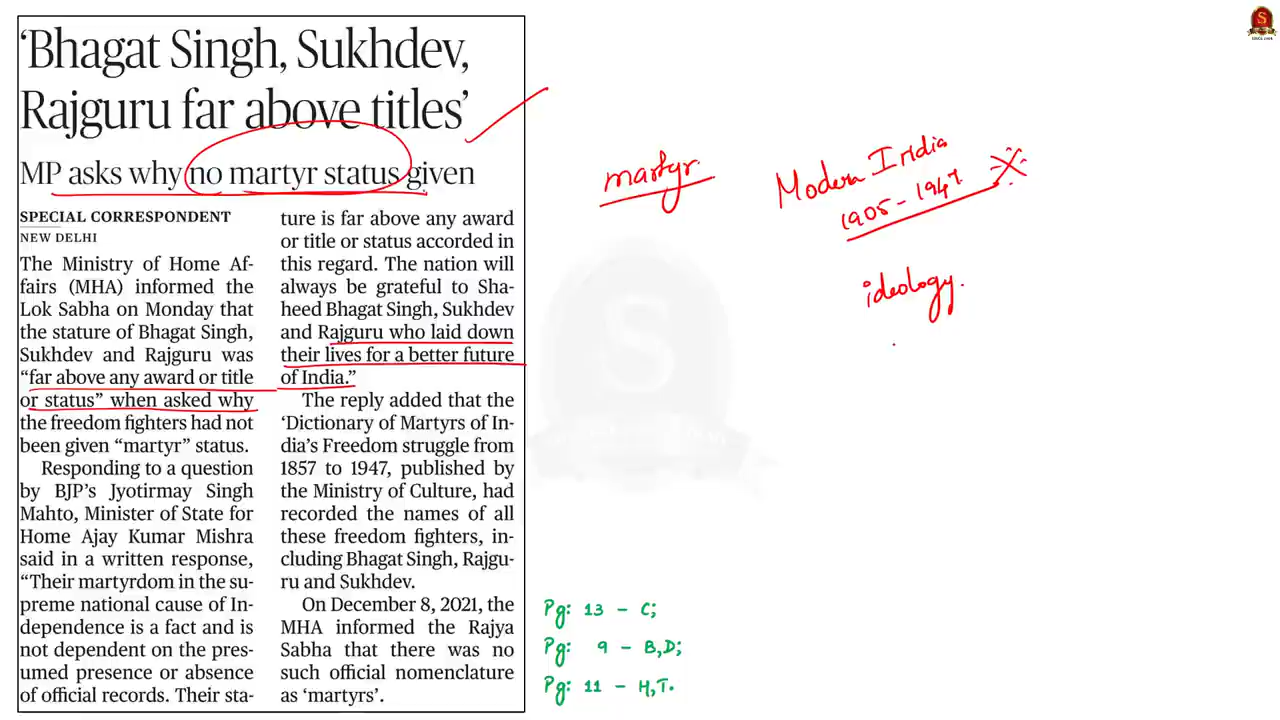 ‘Bhagat Singh, Sukhdev,
Rajguru far above titles’
MP asks why no martyr status given
SPECIAL CORRESPONDENT
NEW DELHI
The Ministry of Home Af-
fairs (MHA) informed the
Lok Sabha on Monday that
the stature of Bhagat Singh,
Sukhdev and Rajguru was
“far above any award or title
or status” when asked why
the freedom fighters had not
been given “martyr” status.
Responding to a question
by BJP’s Jyotirmay Singh
Mahto, Minister of State for
Home Ajay Kumar Mishra
said in a written response,
“Their martyrdom in the su-
preme national cause of In-
dependence is a fact and is
not dependent on the pres-
umed presence or absence
of official records. Their sta-
ture is far above any award
or title or status accorded in
this regard. The nation will
always be grateful to Sha-
heed Bhagat Singh, Sukhdev
and Rajguru who laid down
their lives for a better future
of India.”
The reply added that the
‘Dictionary of Martyrs of In-
dia’s Freedom struggle from
1857 to 1947, published by
the Ministry of Culture, had
recorded the names of all
these freedom fighters, in-
cluding Bhagat Singh, Rajgu-
ru and Sukhdev.
On December 8, 2021, the
MHA informed the Rajya
Sabha that there was no
such official nomenclature
as ‘martyrs’.
martyr.
Modern India
1905 - 1947
ideology.
Pg: 13 - C;
Pg: 9 - B,D;
Pg: 11 - H,T.
S